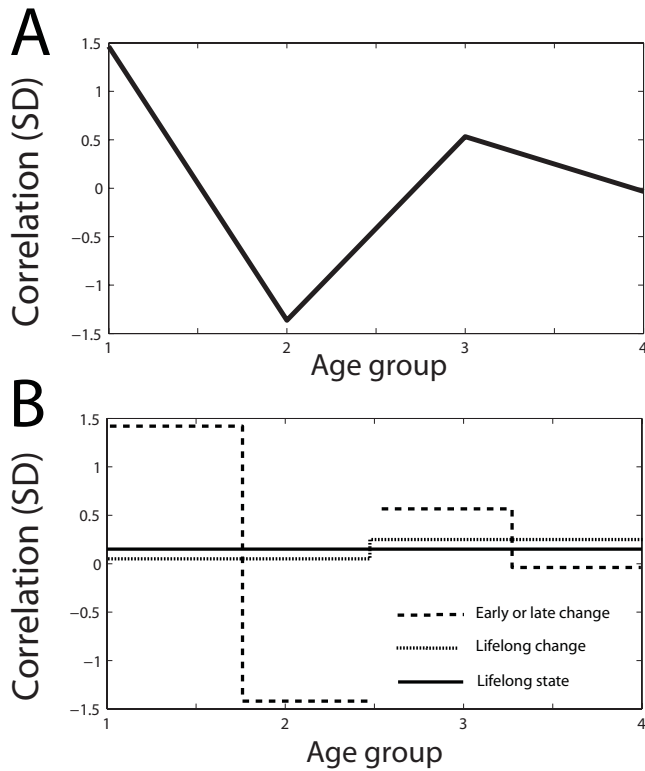 A
Correlation (SD)
1.5
1
0.5
0
−0.5
−1
−1.5
1
2
3
4
Age group
B
Correlation (SD)
1.5
1
0.5
0
−0.5
−1
−1.5
Early or late change
Lifelong change
Lifelong state
1
2
3
4
Age group